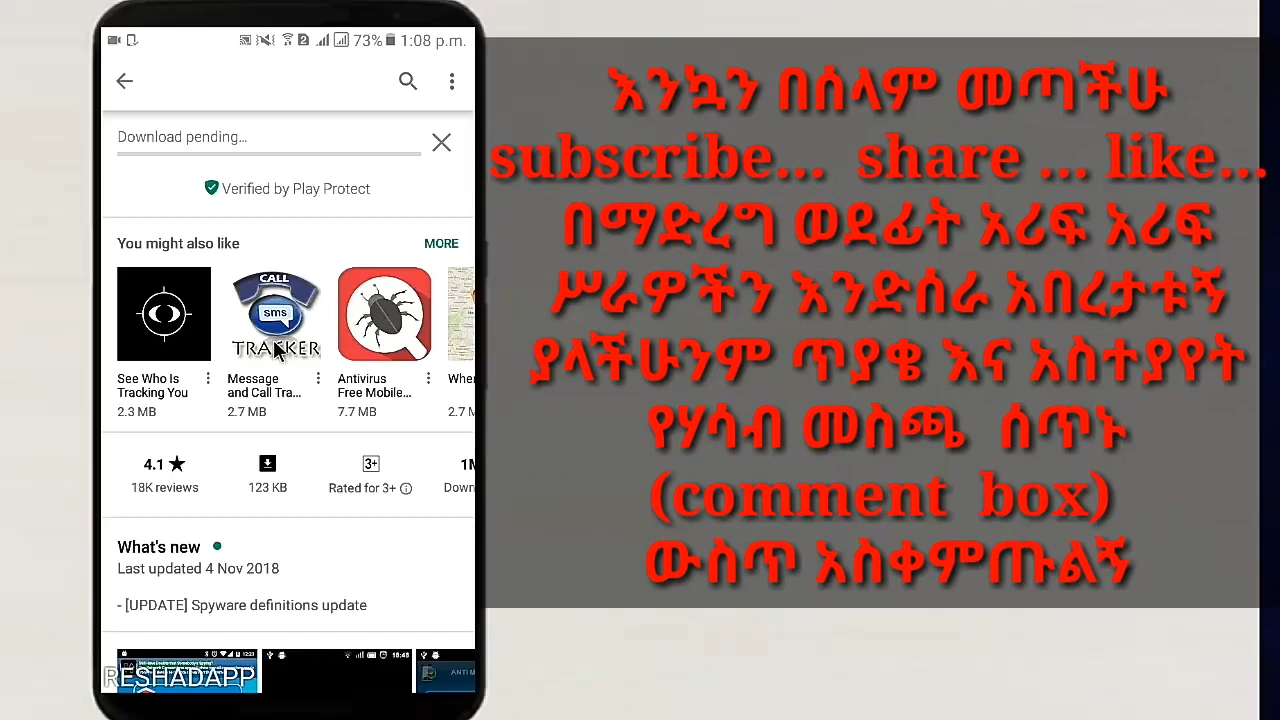 2 73% 1:08 p.m.
Download pending...
Verified by Play Protect
You might also like MORE
CALL
sms
TRACKER
See Who Is Tracking You
Message and Call Tra...
Antivirus Free Mobile...
2.3 MB 2.7 MB 7.7 MB
4.1 ★ 3+
18K reviews 123 KB Rated for 3+
What's new
Last updated 4 Nov 2018
- [UPDATE] Spyware definitions update
RESHADAPP
እንኳን በሰላም መጣችሁ
subscribe... share ... like...
በማድረግ ወደፊት አሪፍ አሪፍ
ሥራዎችን እንድሰራ አበረታቱኝ
ያላችሁንም ጥያቄ እና አስተያየት
የሃሳብ መስጫ ሰጥኑ
(comment box)
ውስጥ አስቀምጡልኝ